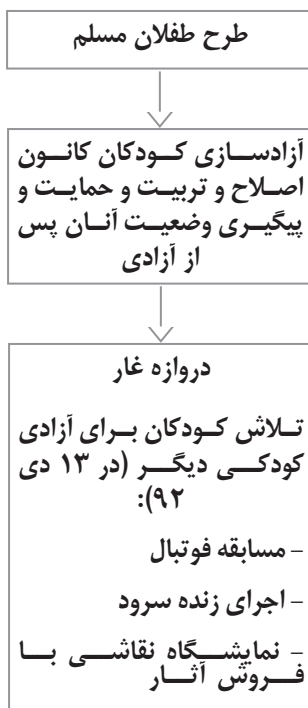 طرح طفلان مسلم
آزادسازی کودکان کانون
اصلاح و تربیت و حمایت و
پیگیری وضعیت آنان پس
از آزادی
دروازه غار
تلاش کودکان برای آزادی
کودکی دیگر (در ۱۳ دی
۹۲):
- مسابقه فوتبال
- اجرای زنده سرود
- نمایشگاه نقاشی با
فروش آثار